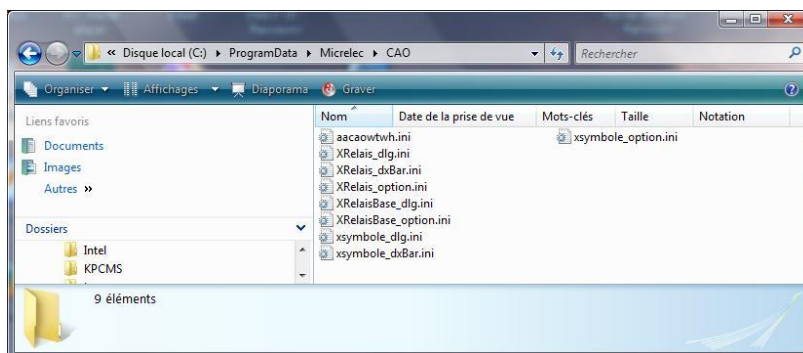 « Disque local (C:) ▸ ProgramData ▸ Micrelec ▸ CAO Rechercher
Organiser Affichages Diaporama Graver
Liens favoris
Documents
Images
Autres »
Dossiers
Intel
KPCMS
Nom Date de la prise de vue Mots-clés Taille Notation
aacaowtwh.ini xsymbole_option.ini
XRelais_dlg.ini
XRelais_dxBar.ini
XRelais_option.ini
XRelaisBase_dlg.ini
XRelaisBase_option.ini
xsymbole_dlg.ini
xsymbole_dxBar.ini
9 éléments